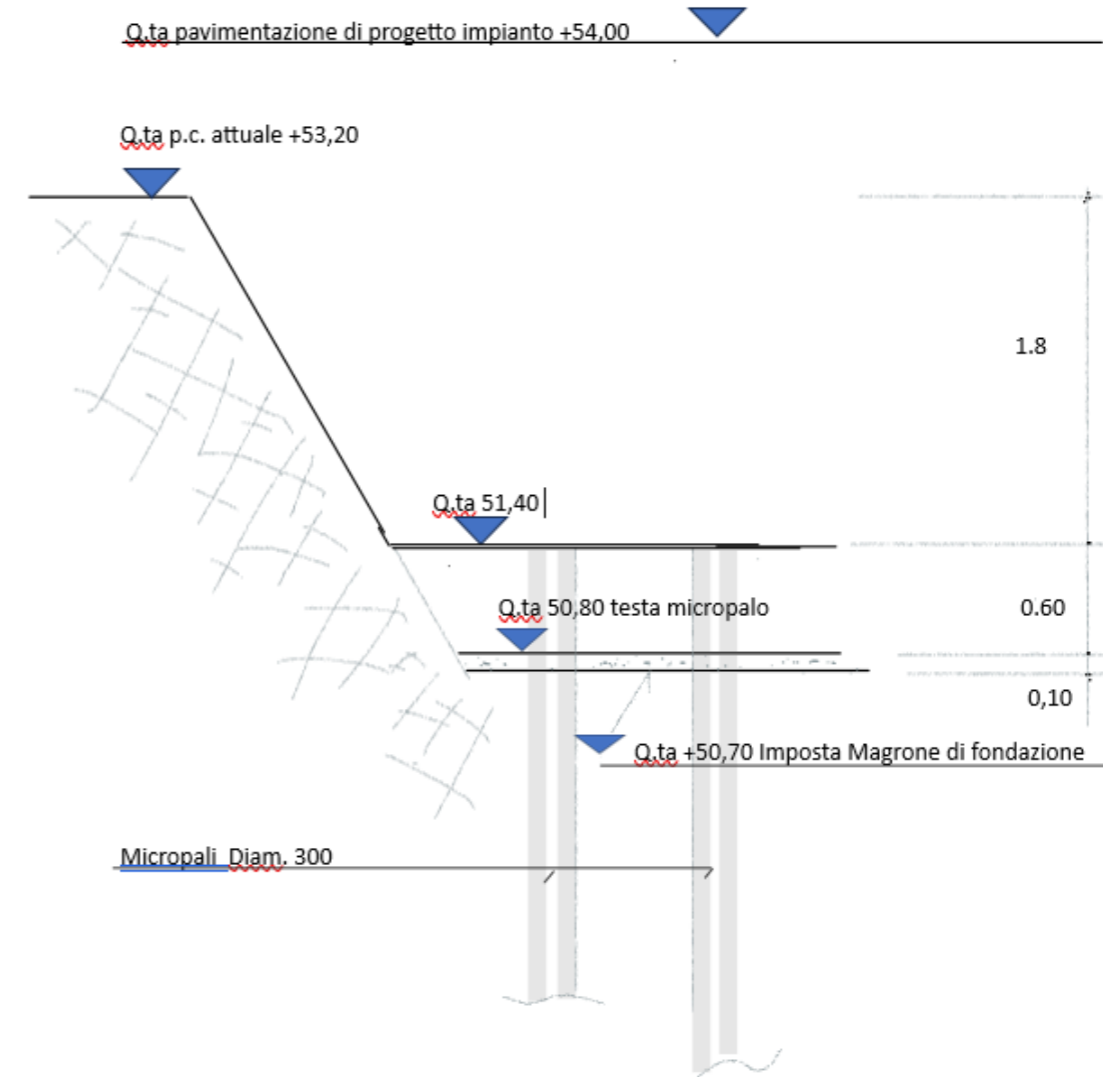 Q.ta pavimentazione di progetto impianto +54,00
Q.ta p.c. attuale +53,20
1.8
Q.ta 51,40
Q.ta 50,80 testa micropalo
0.60
0,10
Q.ta +50,70 Imposta Magrone di fondazione
Micropali Diam. 300